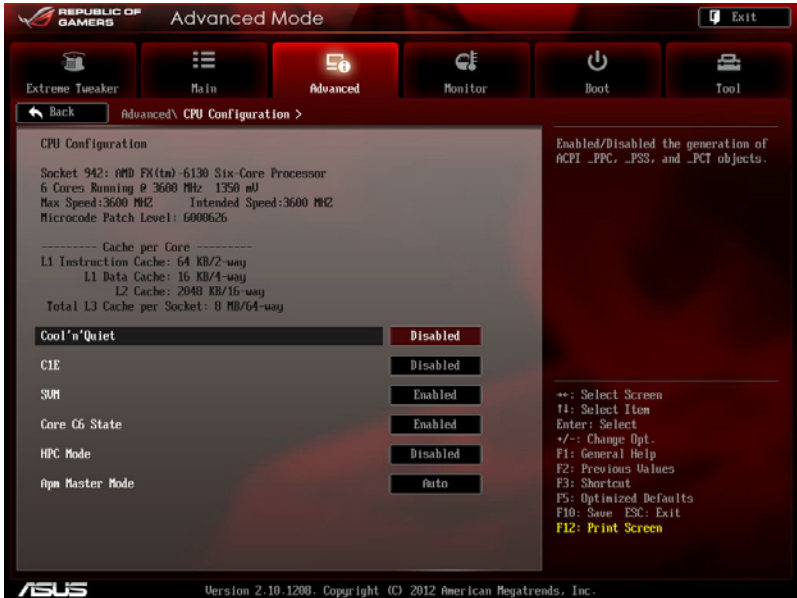 REPUBLIC OF
GAMERS
Advanced Mode
Exit
Extreme Tweaker
Main
Advanced
Monitor
Boot
Tool
Back
Advanced\ CPU Configuration >
CPU Configuration
Socket 942: AMD FX(tm)-6130 Six-Core Processor
6 Cores Running @ 3600 MHz  1350 mV
Max Speed:3600 MHZ     Intended Speed:3600 MHZ
Microcode Patch Level: 6000626
--------- Cache per Core ---------
L1 Instruction Cache: 64 KB/2-way
L1 Data Cache: 16 KB/4-way
L2 Cache: 2048 KB/16-way
Total L3 Cache per Socket: 8 MB/64-way
Cool'n'Quiet Disabled
C1E Disabled
SVM Enabled
Core C6 State Enabled
HPC Mode Disabled
Apm Master Mode Auto
Enabled/Disabled the generation of
ACPI _PPC, _PSS, and _PCT objects.
→←: Select Screen
↑↓: Select Item
Enter: Select
+/-: Change Opt.
F1: General Help
F2: Previous Values
F3: Shortcut
F5: Optimized Defaults
F10: Save  ESC: Exit
F12: Print Screen
ASUS
Version 2.10.1208. Copyright (C) 2012 American Megatrends, Inc.